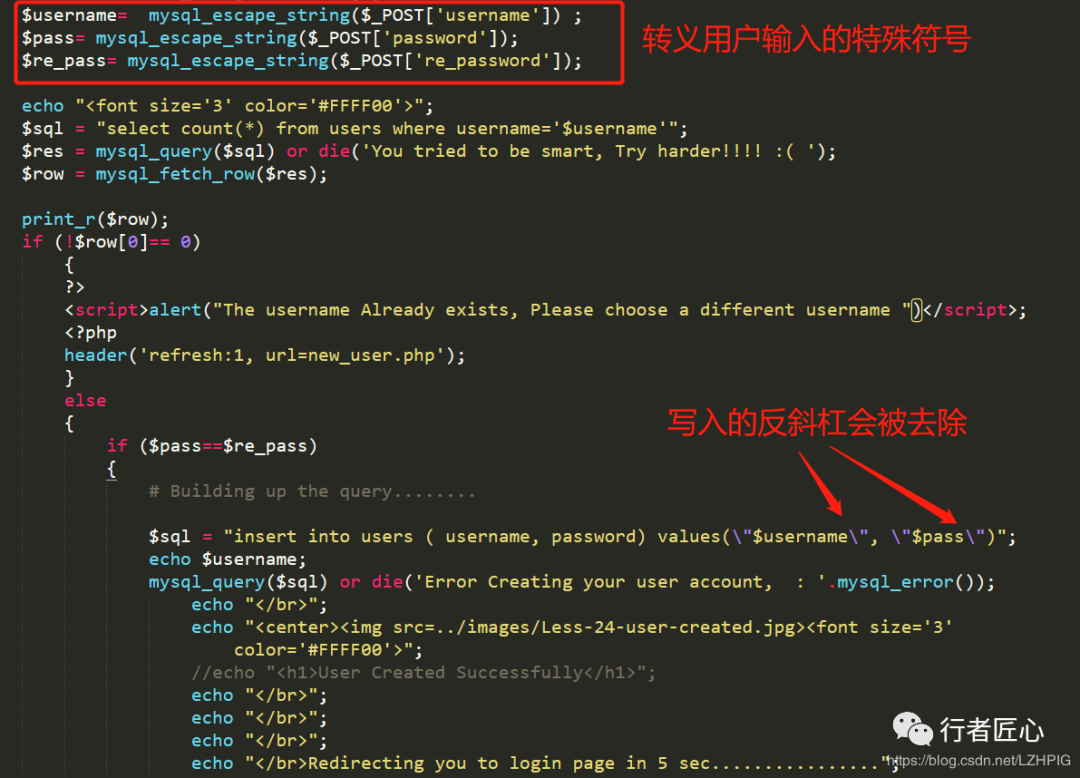 $username=  mysql_escape_string($_POST['username']) ;
$pass= mysql_escape_string($_POST['password']);
$re_pass= mysql_escape_string($_POST['re_password']);
转义用户输入的特殊符号
echo "<font size='3' color='#FFFF00'>";
$sql = "select count(*) from users where username='$username'";
$res = mysql_query($sql) or die('You tried to be smart, Try harder!!!! :( ');
$row = mysql_fetch_row($res);
print_r($row);
if (!$row[0]== 0)
{
?>
<script>alert("The username Already exists, Please choose a different username ")</script>;
<?php
header('refresh:1, url=new_user.php');
}
else
{
写入的反斜杠会被去除
if ($pass==$re_pass)
{
# Building up the query........
$sql = "insert into users ( username, password) values(\"$username\", \"$pass\")";
echo $username;
mysql_query($sql) or die('Error Creating your user account,  : '.mysql_error());
echo "</br>";
echo "<center><img src=../images/Less-24-user-created.jpg><font size='3'
color='#FFFF00'>";
//echo "<h1>User Created Successfully</h1>";
echo "</br>";
echo "</br>";
echo "</br>";
echo "</br>Redirecting you to login page in 5 sec................";
行者匠心
https://blog.csdn.net/LZHPIG